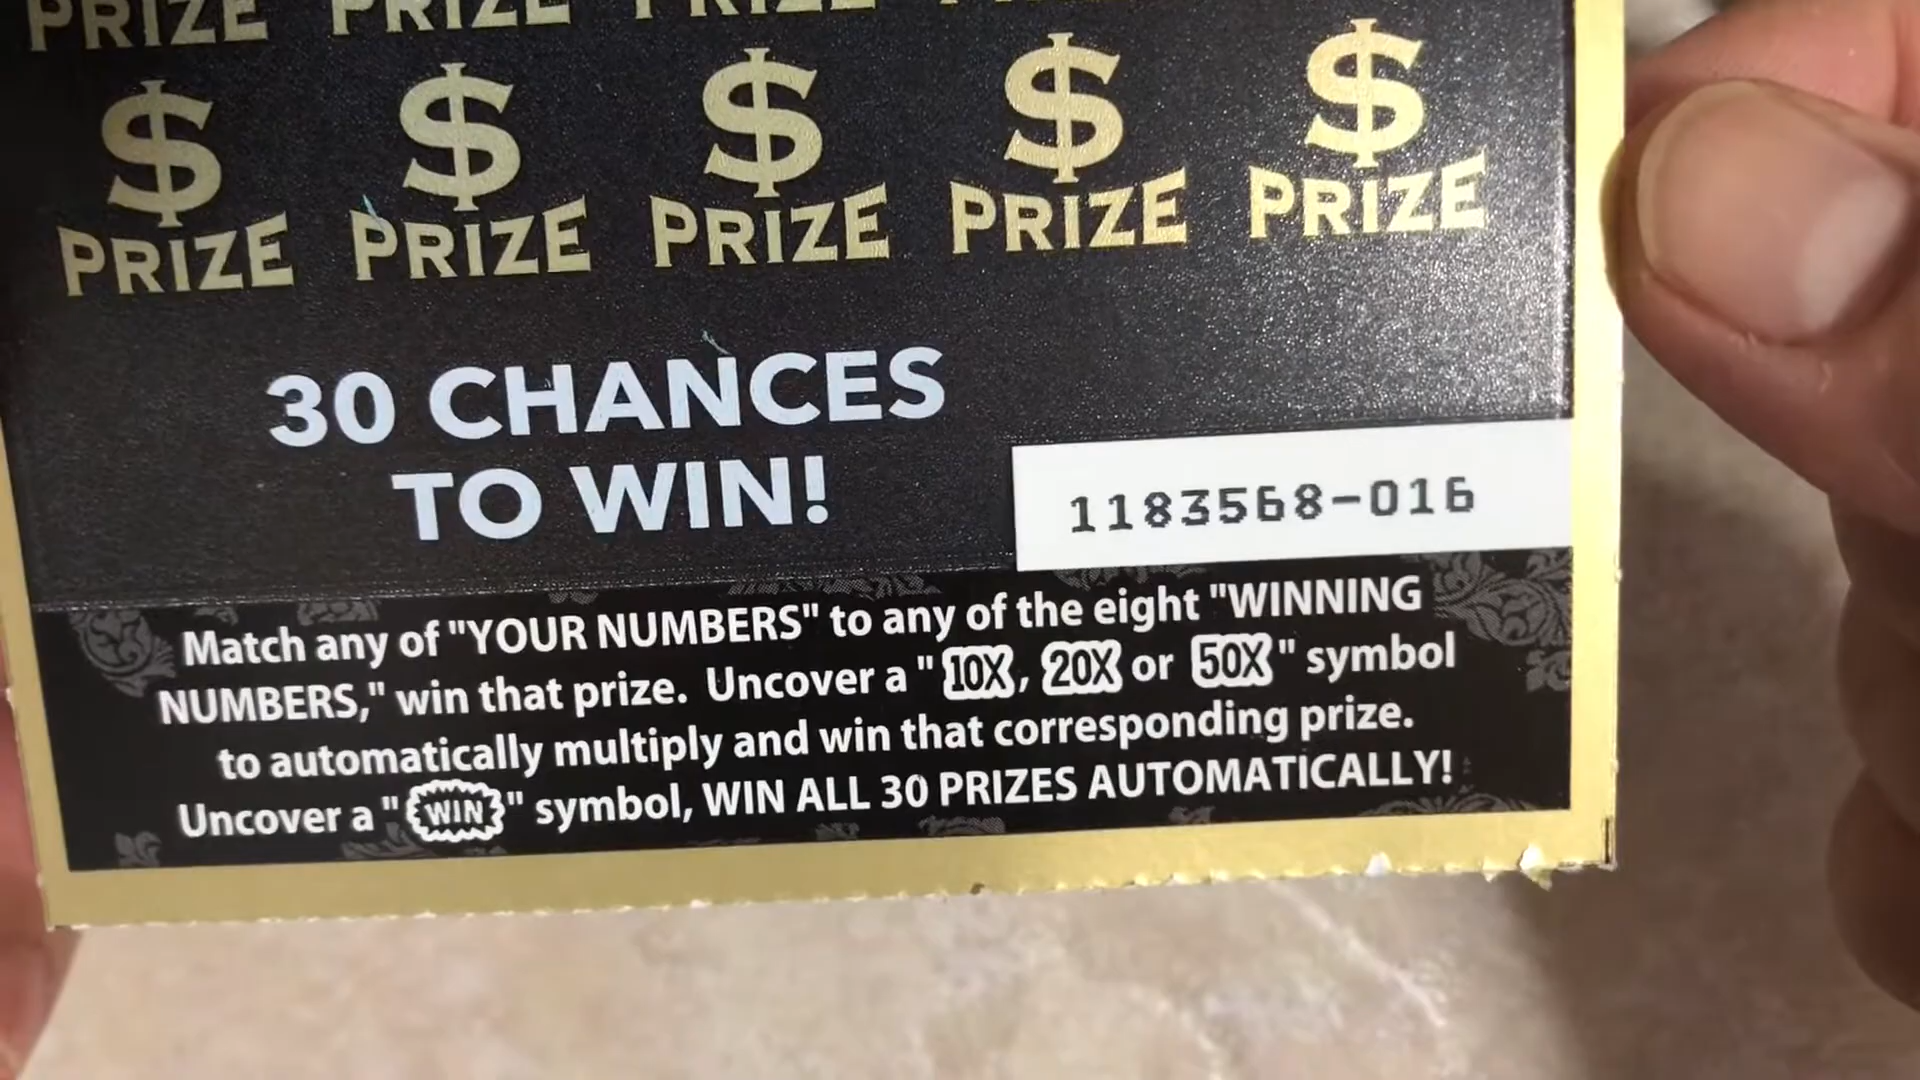 PRIZE PRIZE PRIZE
$ $ $ $ $
PRIZE PRIZE PRIZE PRIZE PRIZE
30 CHANCES
TO WIN!
1183568-016
Match any of "YOUR NUMBERS" to any of the eight "WINNING
NUMBERS," win that prize. Uncover a "10X, 20X or 50X" symbol
to automatically multiply and win that corresponding prize.
Uncover a "WIN" symbol, WIN ALL 30 PRIZES AUTOMATICALLY!